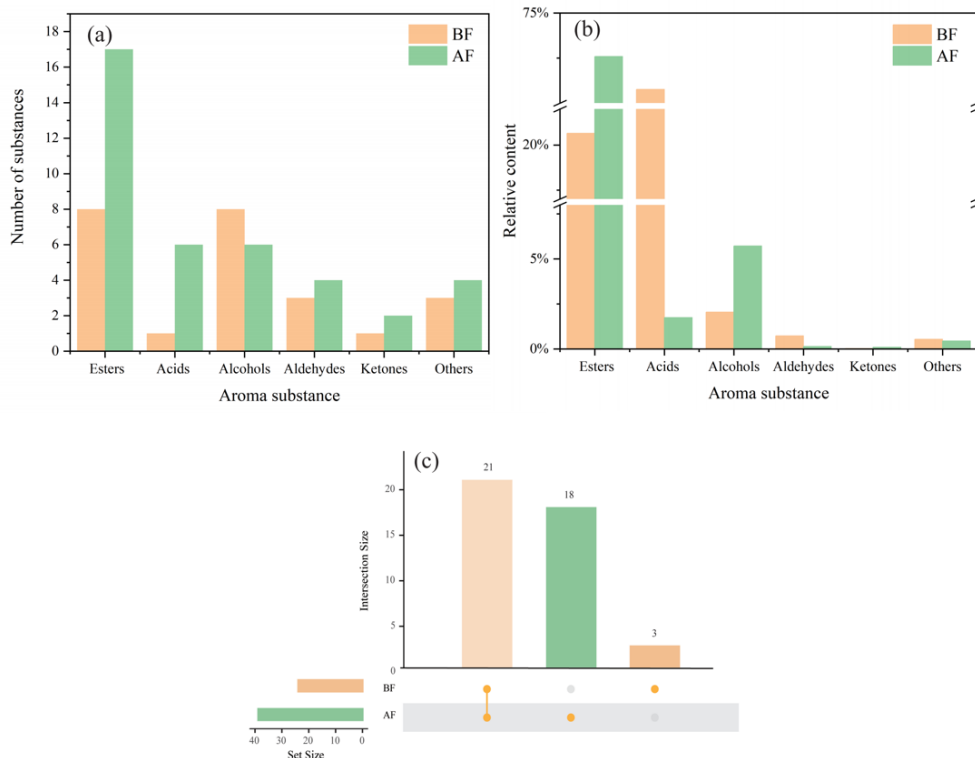 (a)
BF
AF
18
16
14
12
10
8
6
4
2
0
Number of substances
Esters Acids Alcohols Aldehydes Ketones Others
Aroma substance
(b)
BF
AF
75%
20%
5%
0%
Relative content
Esters Acids Alcohols Aldehydes Ketones Others
Aroma substance
(c)
21
18
3
20
15
10
5
0
Intersection Size
BF
AF
40 30 20 10 0
Set Size